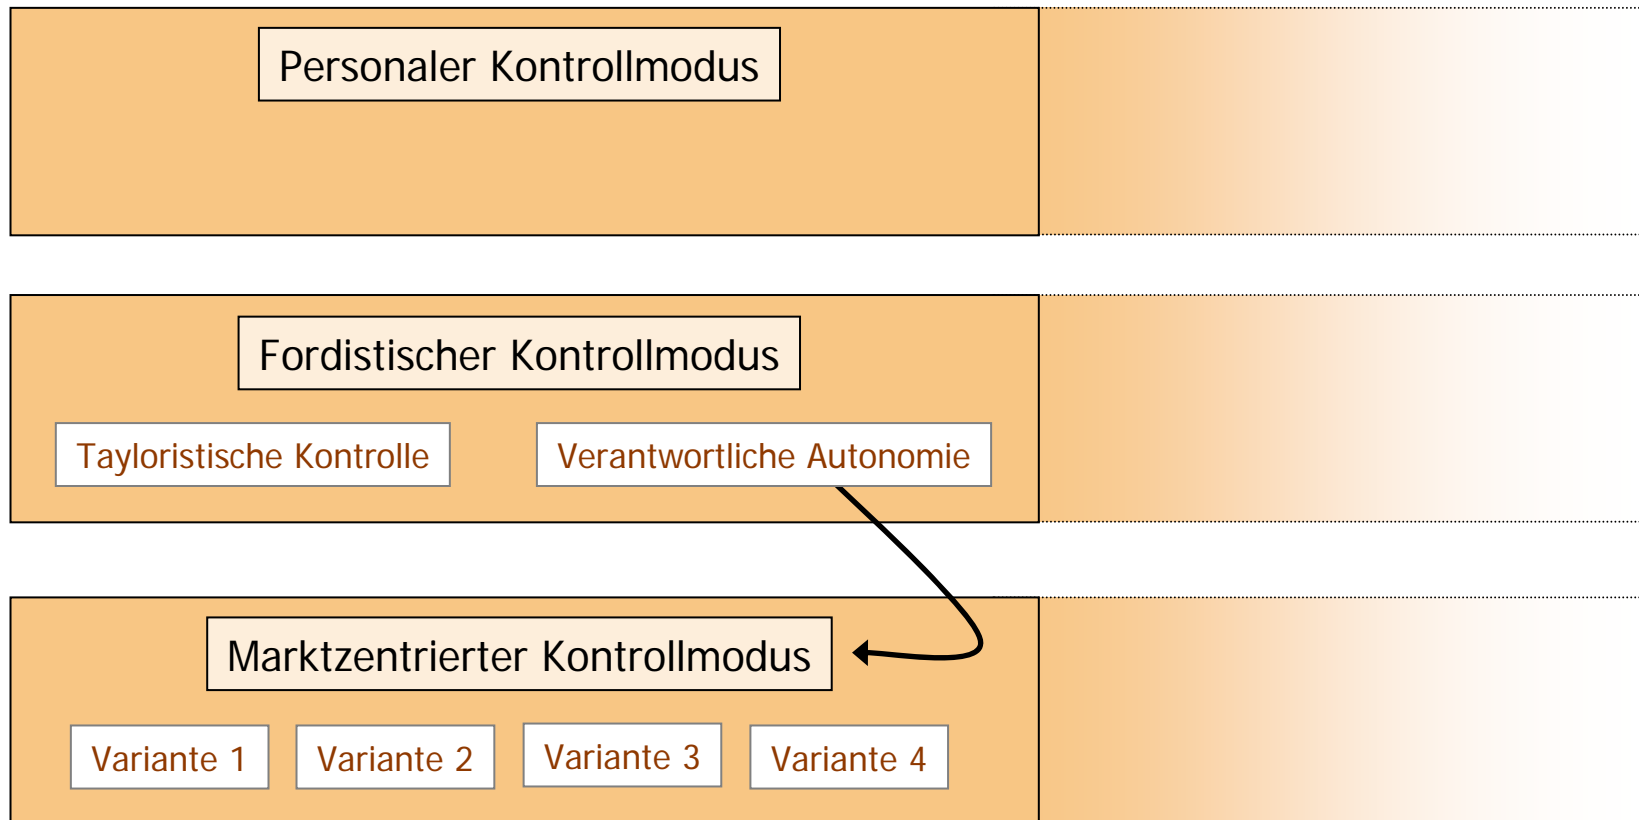 Personaler Kontrollmodus
Fordistischer Kontrollmodus
Tayloristische Kontrolle
Verantwortliche Autonomie
Marktzentrierter Kontrollmodus
Variante 1
Variante 2
Variante 3
Variante 4